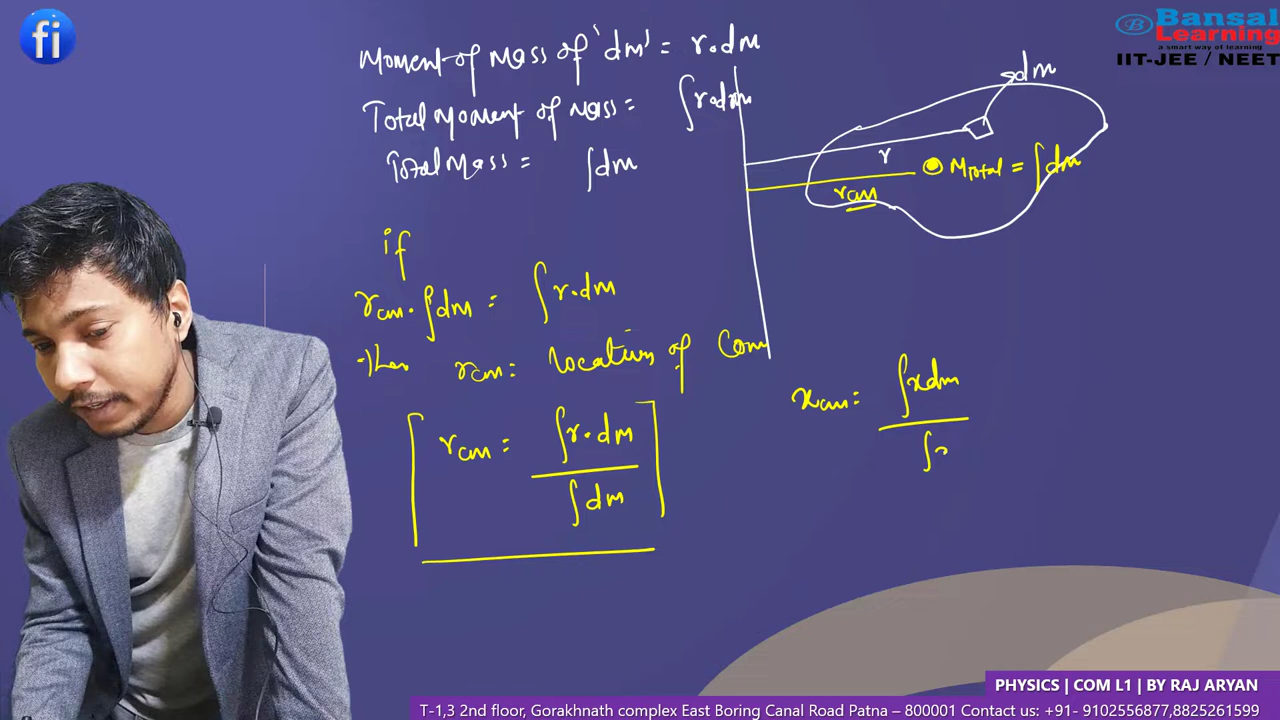 fi
Bansal
Learning
a smart way of learning
IIT-JEE / NEET
Moment of Mass of 'dm' = r.dm
Total Moment of Mass = ∫r.dm
Total Mass = ∫dm
dm
r
M Total = ∫dm
rcm
if
rcm.∫dm = ∫r.dm
then rcm = location of Com
rcm = ∫r.dm / ∫dm
xcm = ∫xdm / ∫
PHYSICS | COM L1 | BY RAJ ARYAN
T-1,3 2nd floor, Gorakhnath complex East Boring Canal Road Patna – 800001 Contact us: +91- 9102556877,8825261599